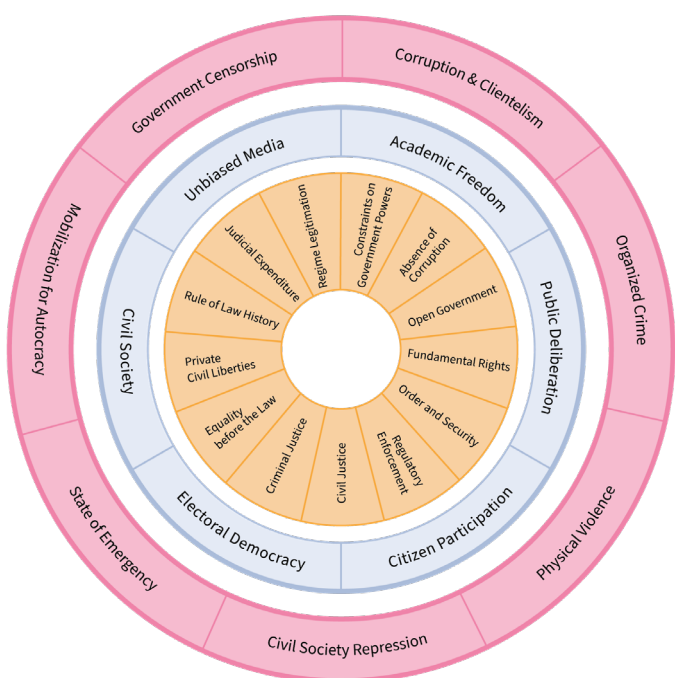 Corruption & Clientelism
Organized Crime
Physical Violence
Civil Society Repression
State of Emergency
Mobilization for Autocracy
Government Censorship
Academic Freedom
Public Deliberation
Citizen Participation
Electoral Democracy
Civil Society
Unbiased Media
Constraints on
Government Powers
Absence of
Corruption
Open Government
Fundamental Rights
Order and Security
Regulatory
Enforcement
Civil Justice
Criminal Justice
Equality
before the Law
Private
Civil Liberties
Rule of Law History
Judicial Expenditure
Regime Legitimation